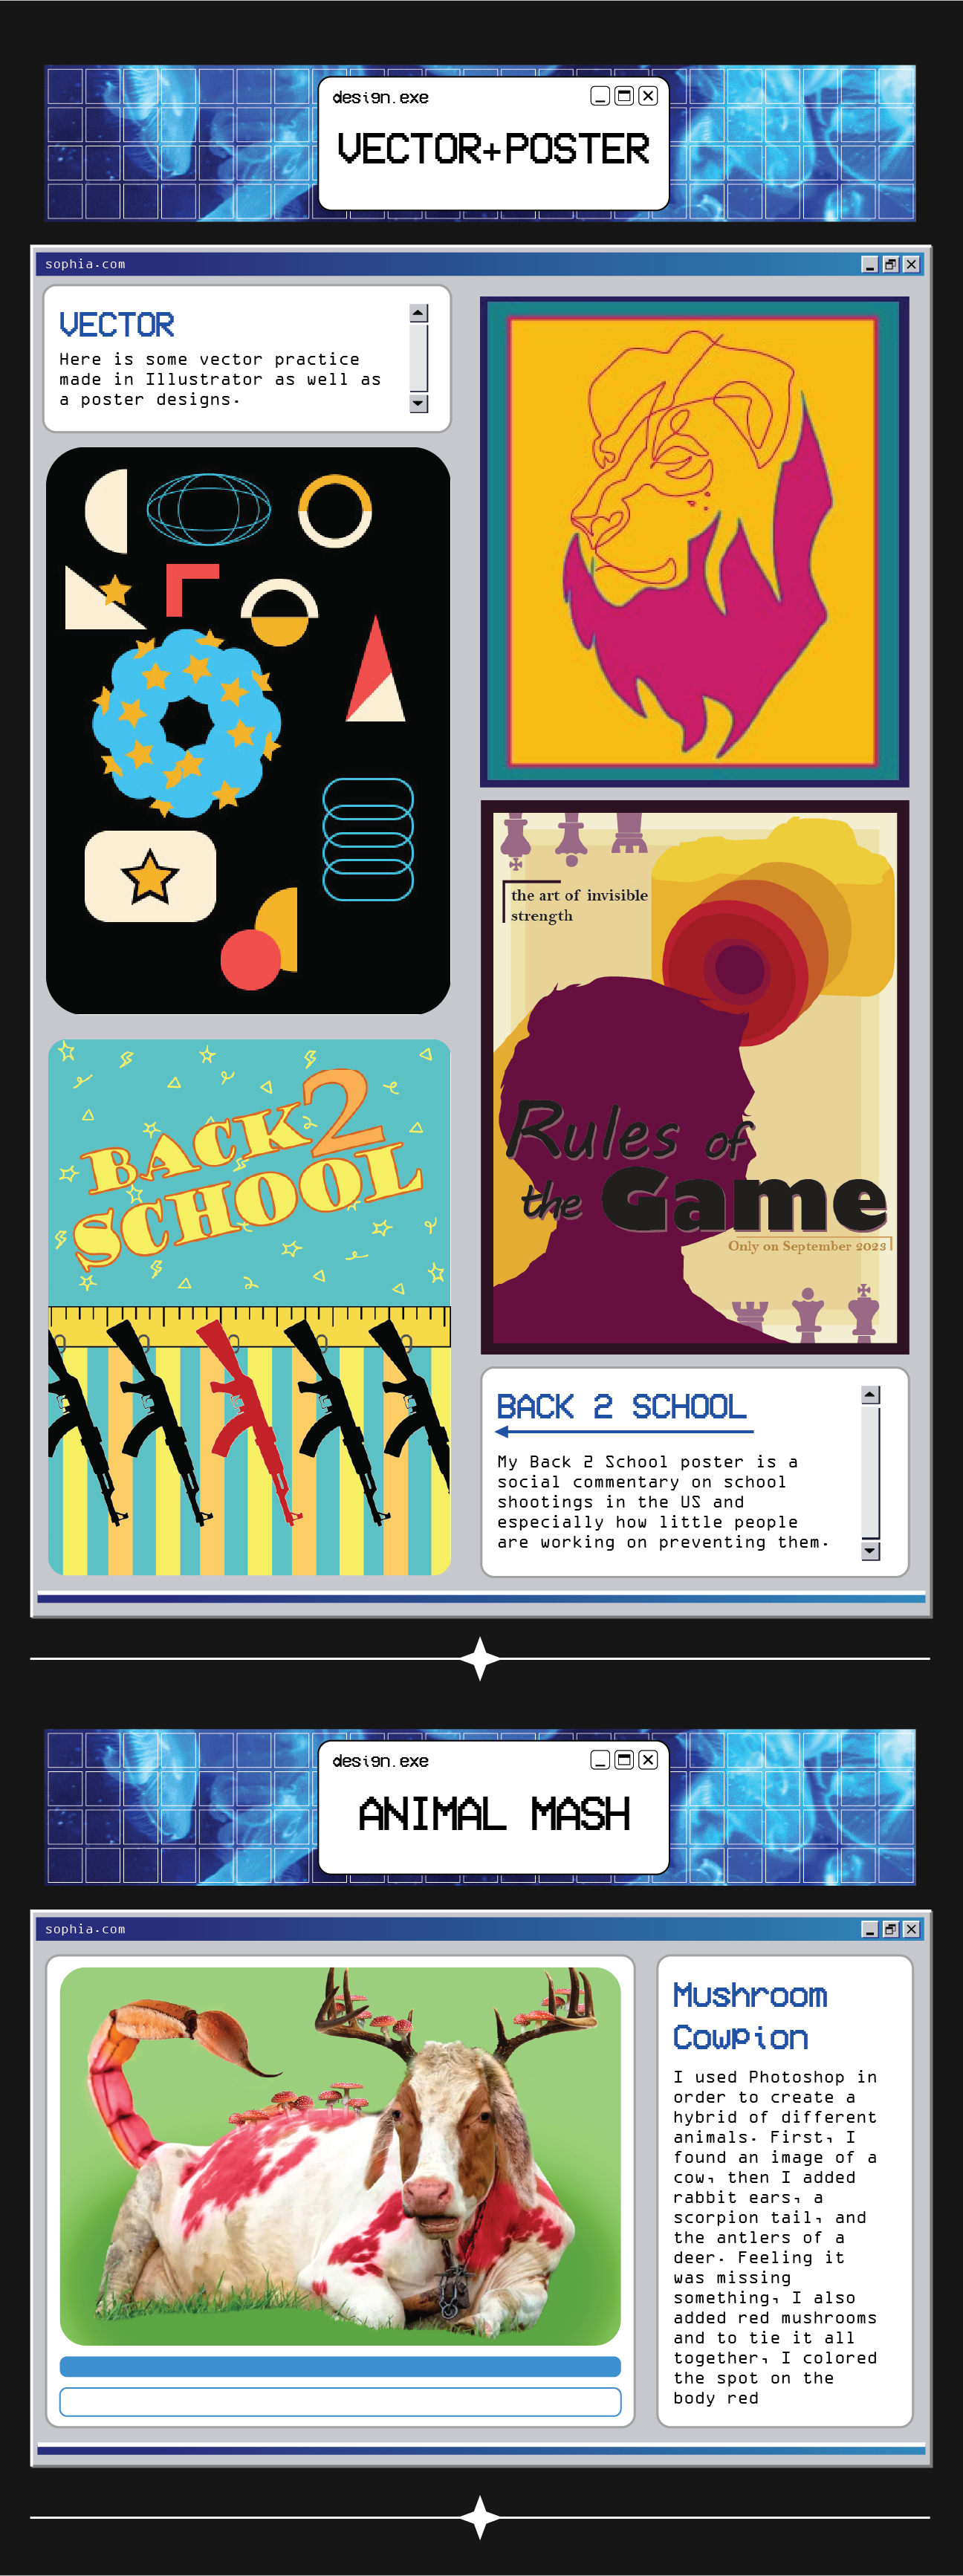 design.exe
VECTOR+POSTER
sophia.com
VECTOR
Here is some vector practice
made in Illustrator as well as
a poster designs.
the art of invisible
strength
Rules of
the Game
Only on September 2023
BACK 2
SCHOOL
BACK 2 SCHOOL
My Back 2 School poster is a
social commentary on school
shootings in the US and
especially how little people
are working on preventing them.
design.exe
ANIMAL MASH
sophia.com
Mushroom
Cowpion
I used Photoshop in
order to create a
hybrid of different
animals. First, I
found an image of a
cow, then I added
rabbit ears, a
scorpion tail, and
the antlers of a
deer. Feeling it
was missing
something, I also
added red mushrooms
and to tie it all
together, I colored
the spot on the
body red